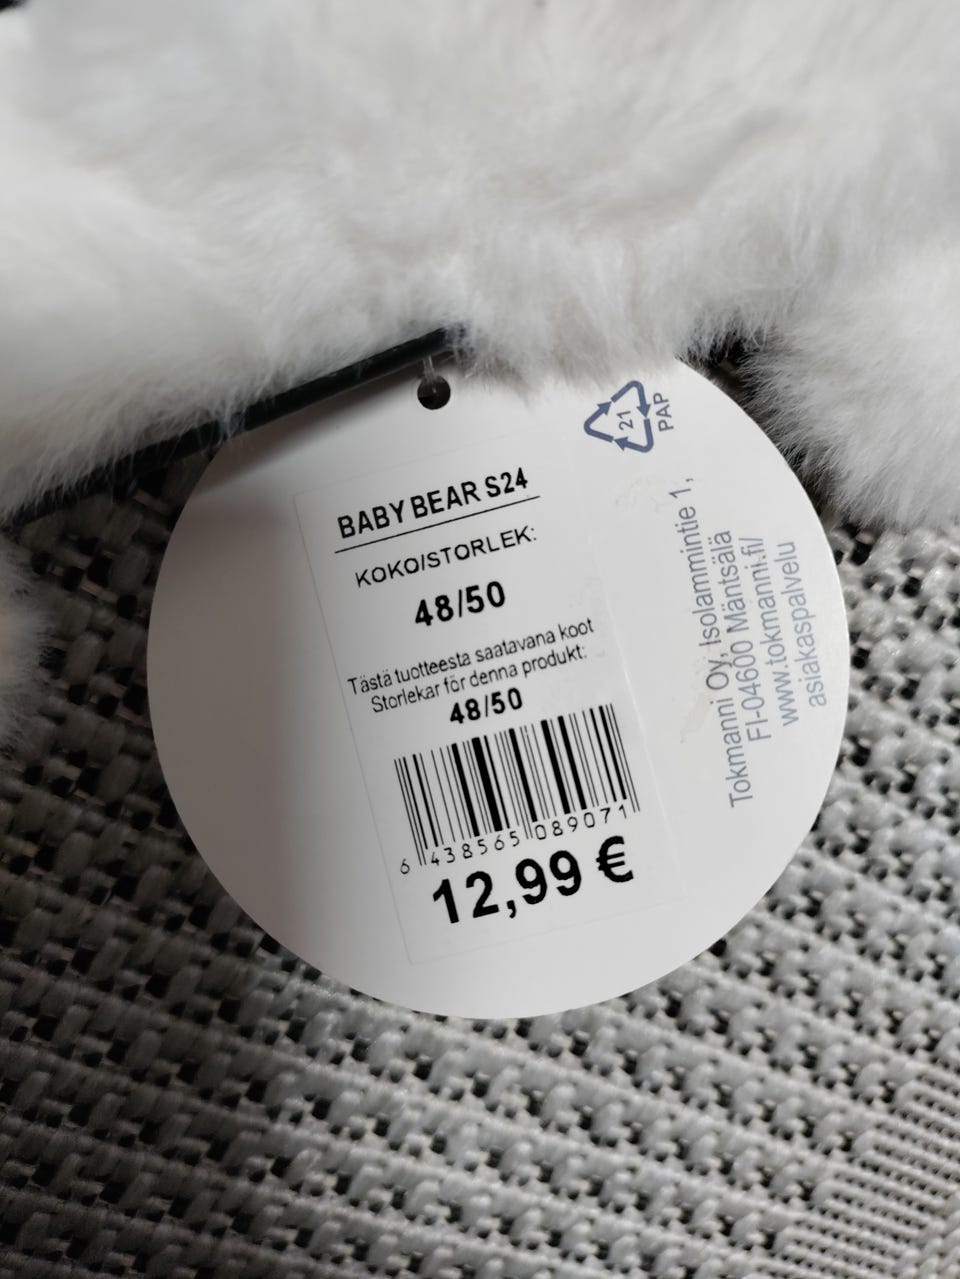 BABY BEAR S24
KOKO/STORLEK:
48/50
Tästä tuotteesta saatavana koot
Storlekar för denna produkt:
48/50
6 438565 089071
12,99 €
21
PAP
Tokmanni Oy, Isolammintie 1,
FI-04600 Mäntsälä
www.tokmanni.fi/
asiakaspalvelu